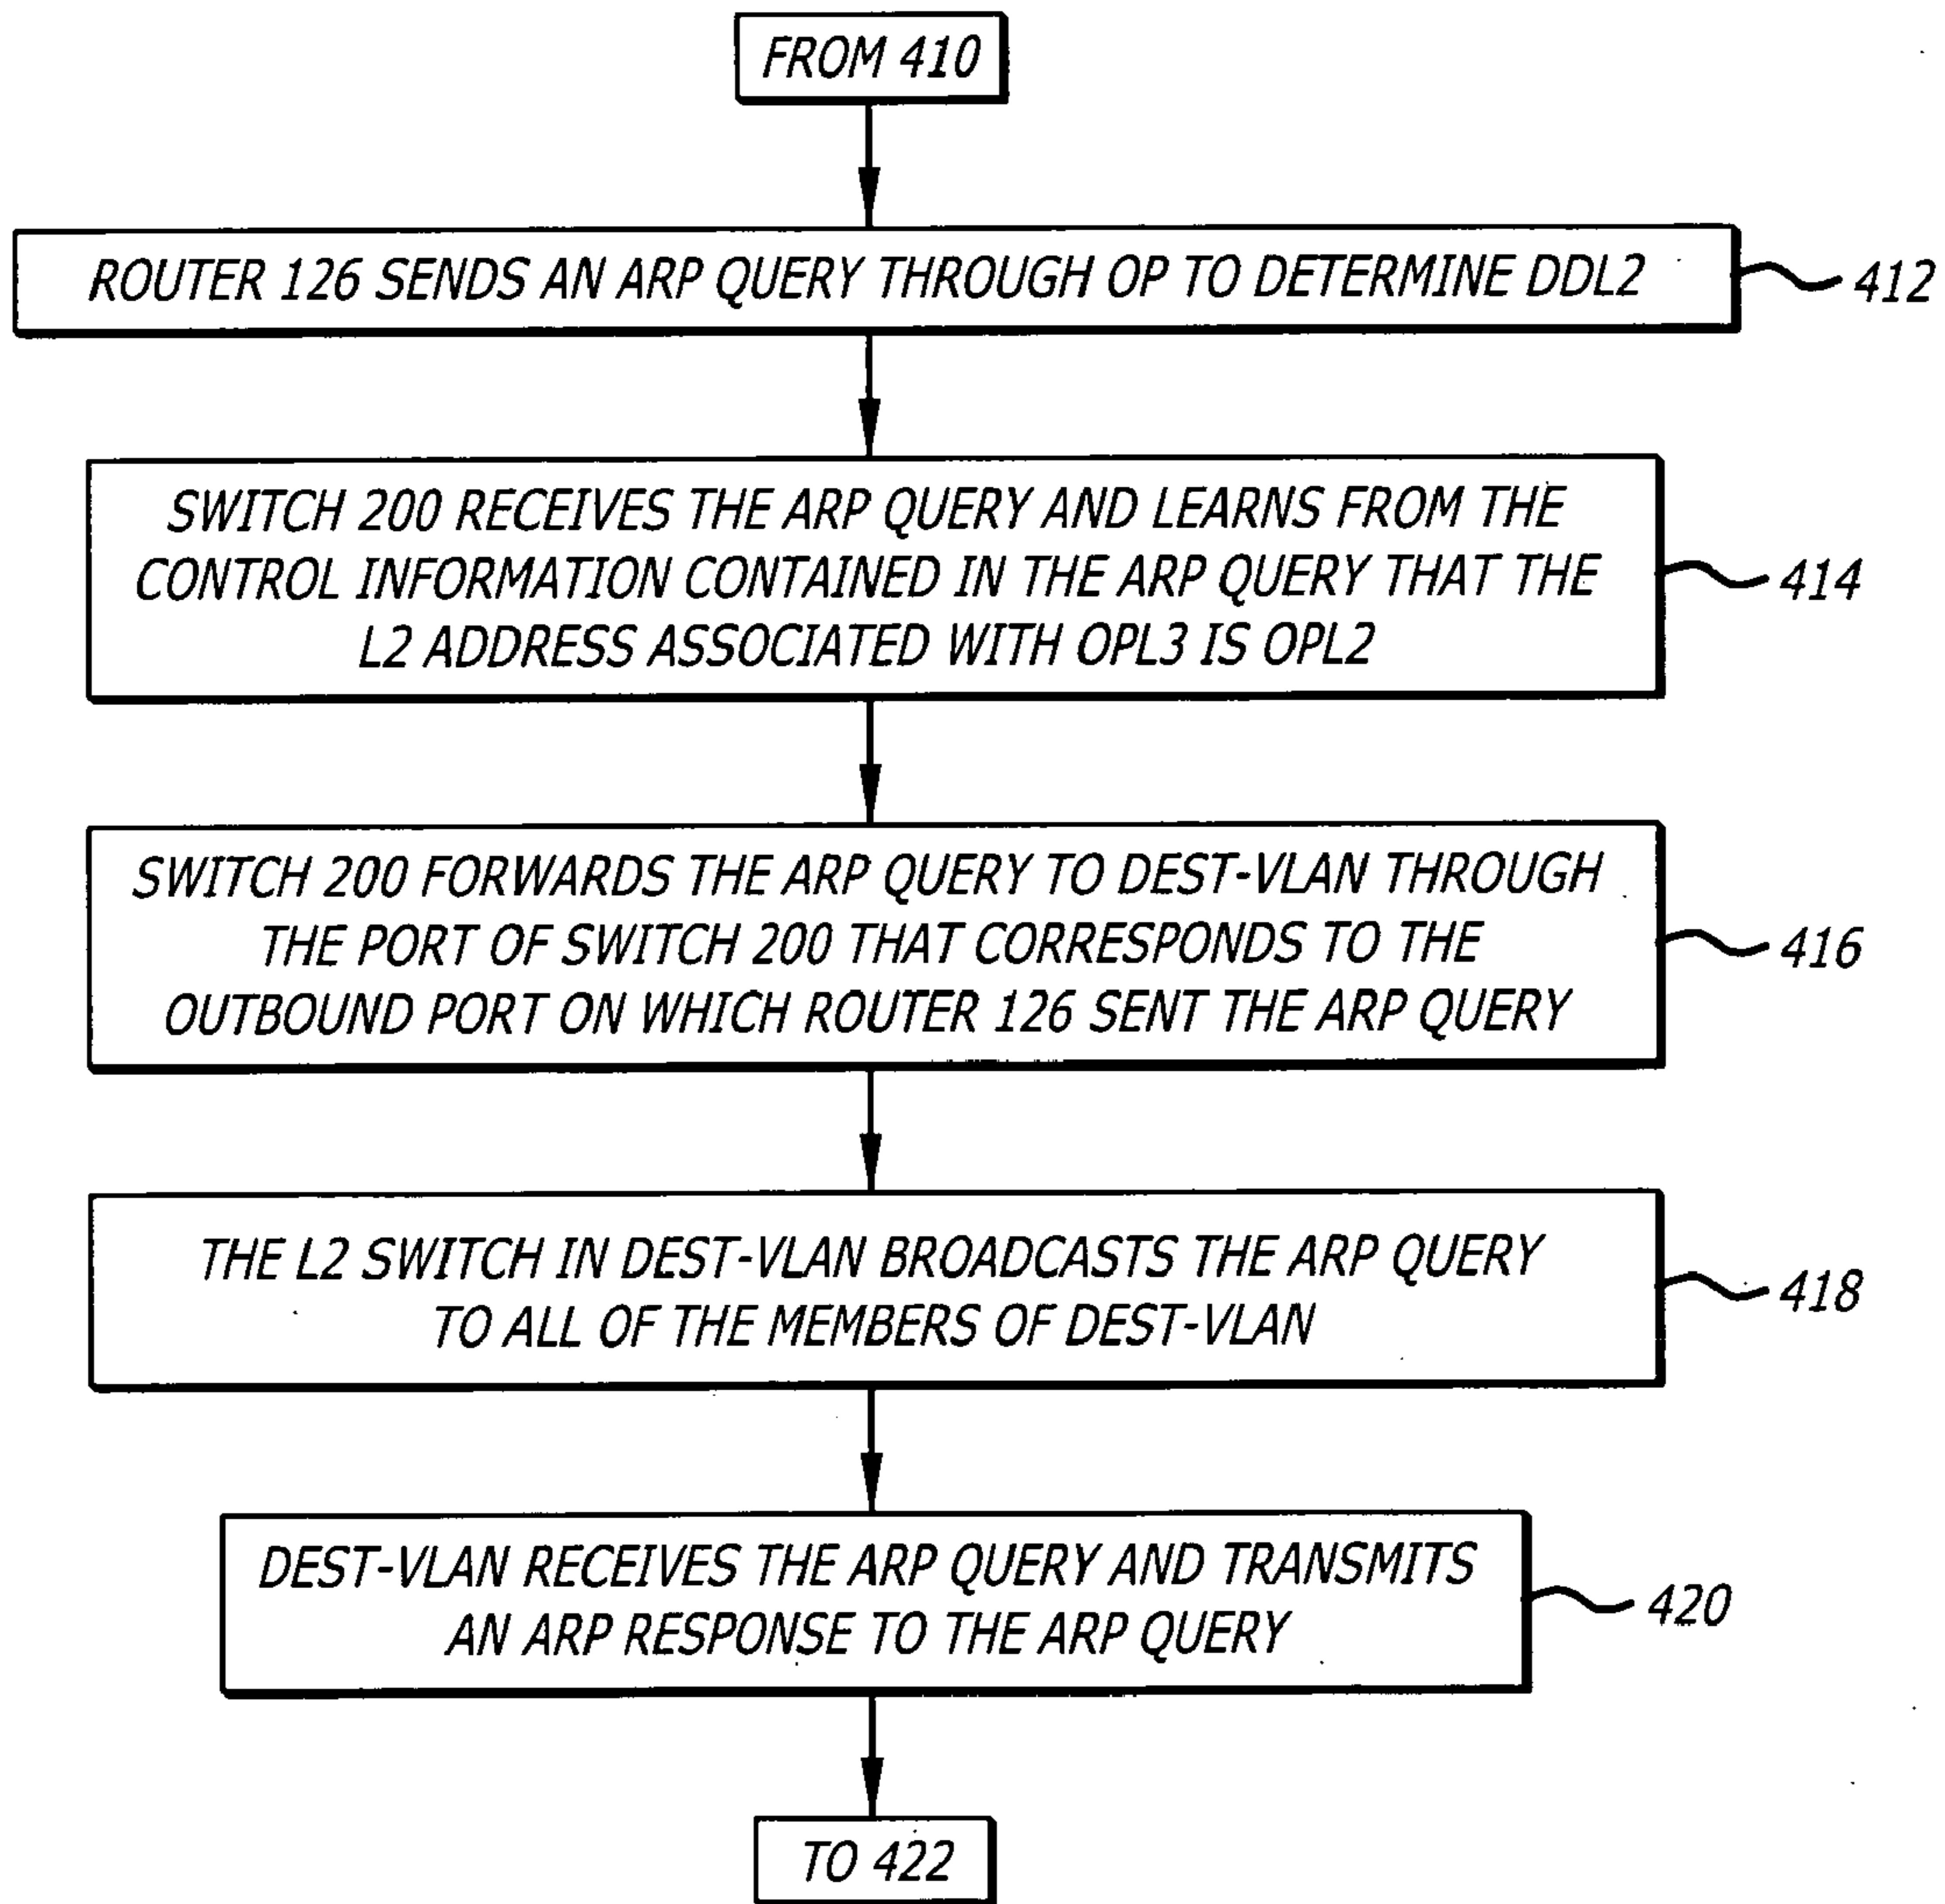 FROM 410
ROUTER 126 SENDS AN ARP QUERY THROUGH OP TO DETERMINE DDL2
412
SWITCH 200 RECEIVES THE ARP QUERY AND LEARNS FROM THE
CONTROL INFORMATION CONTAINED IN THE ARP QUERY THAT THE
L2 ADDRESS ASSOCIATED WITH OPL3 IS OPL2
414
SWITCH 200 FORWARDS THE ARP QUERY TO DEST-VLAN THROUGH
THE PORT OF SWITCH 200 THAT CORRESPONDS TO THE
OUTBOUND PORT ON WHICH ROUTER 126 SENT THE ARP QUERY
416
THE L2 SWITCH IN DEST-VLAN BROADCASTS THE ARP QUERY
TO ALL OF THE MEMBERS OF DEST-VLAN
418
DEST-VLAN RECEIVES THE ARP QUERY AND TRANSMITS
AN ARP RESPONSE TO THE ARP QUERY
420
TO 422